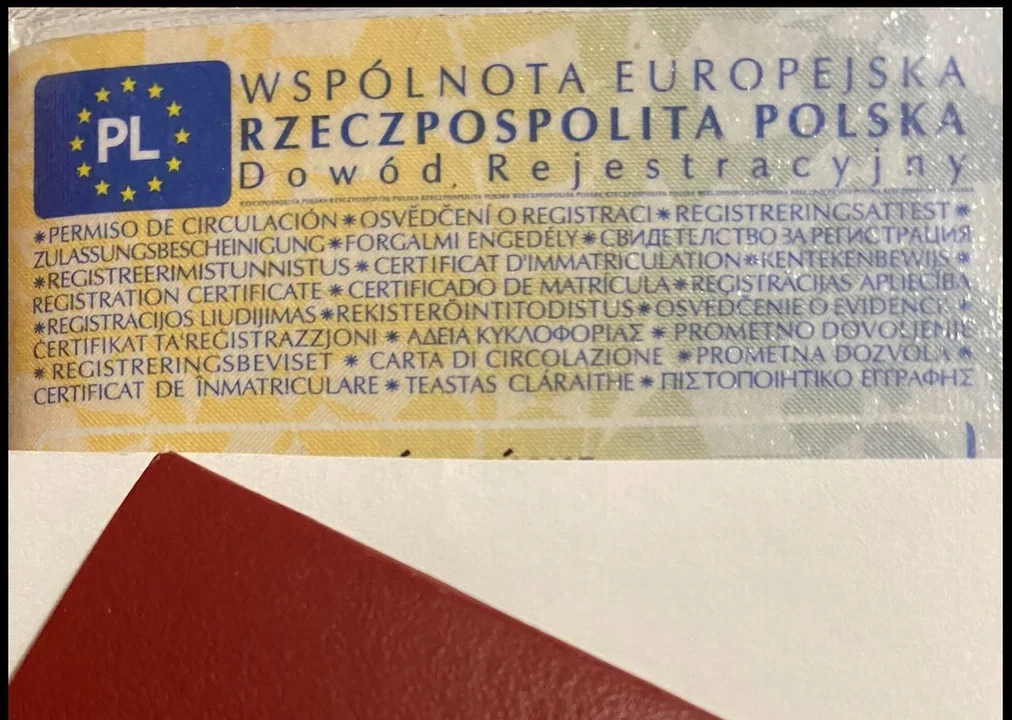 PL
WSPÓLNOTA EUROPEJSKA
RZECZPOSPOLITA POLSKA
Dowód Rejestracyjny
*PERMISO DE CIRCULACIÓN*OSVĚDČENÍ O REGISTRACI*REGISTRERINGSATTEST*
ZULASSUNGSBESCHEINIGUNG*FORGALMI ENGEDÉLY*СВИДЕТЕЛСТВО ЗА РЕГИСТРАЦИЯ
*REGISTREERIMISTUNNISTUS*CERTIFICAT D'IMMATRICULATION*KENTEKENBEWIJS*
REGISTRATION CERTIFICATE*CERTIFICADO DE MATRÍCULA*REĢISTRĀCIJAS APLIECĪBA
*REGISTRACIJOS LIUDIJIMAS*REKISTERÖINTITODISTUS*OSVEDČENIE O EVIDENCII
ĊERTIFIKAT TA'REĠISTRAZZJONI*ΑΔΕΙΑ ΚΥΚΛΟΦΟΡΙΑΣ*PROMETNO DOVOLJENJE
*REGISTRERINGSBEVISET*CARTA DI CIRCOLAZIONE*PROMETNA DOZVOLA*
CERTIFICAT DE ÎNMATRICULARE*TEASTAS CLÁRAITHE*ΠΙΣΤΟΠΟΙΗΤΙΚΟ ΕΓΓΡΑΦΗΣ